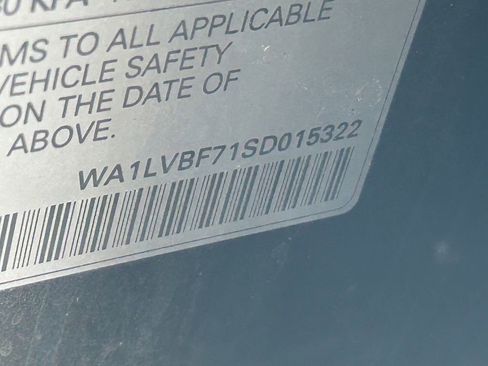 MS TO ALL APPLICABLE
VEHICLE SAFETY
ON THE DATE OF
ABOVE.
WA1LVBF71SD015322